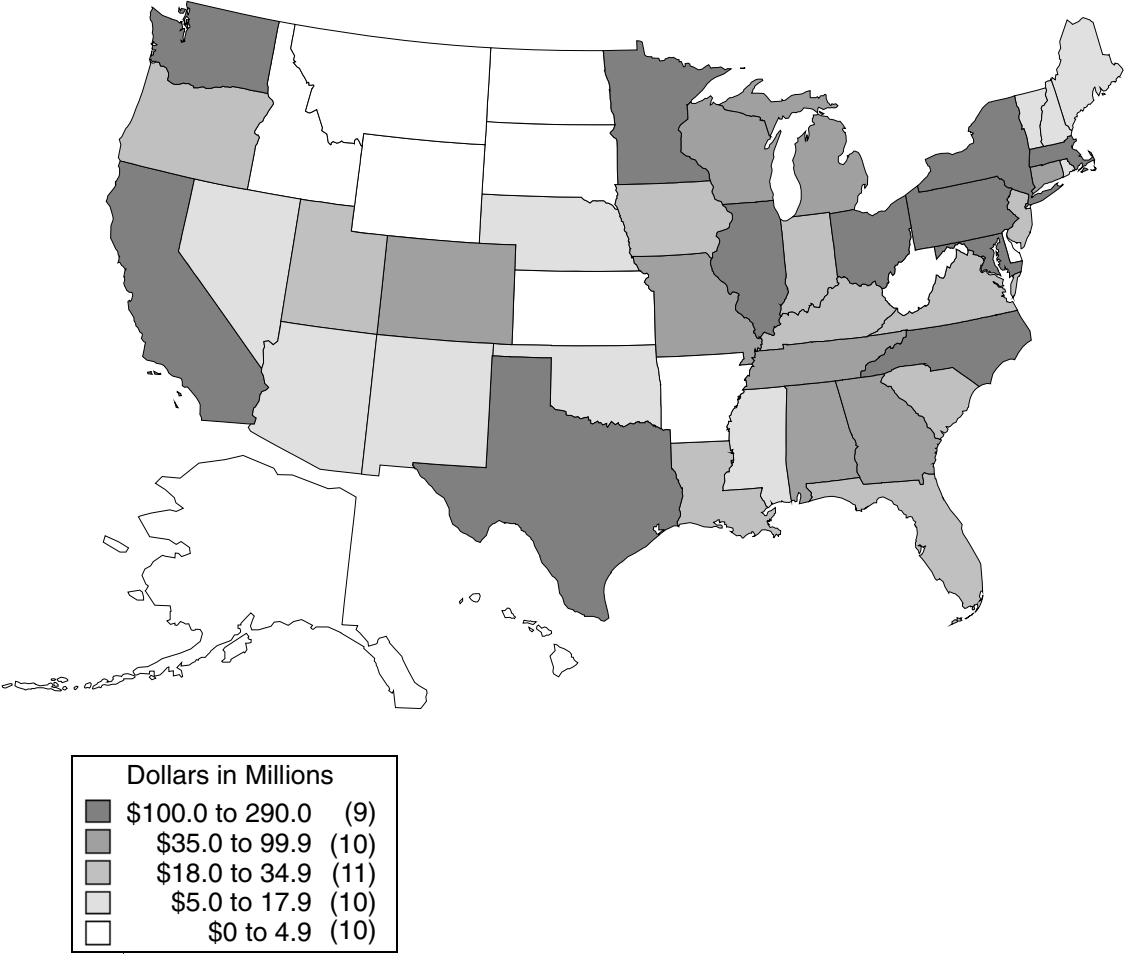 Dollars in Millions
$100.0 to 290.0 (9)
$35.0 to 99.9 (10)
$18.0 to 34.9 (11)
$5.0 to 17.9 (10)
$0 to 4.9 (10)